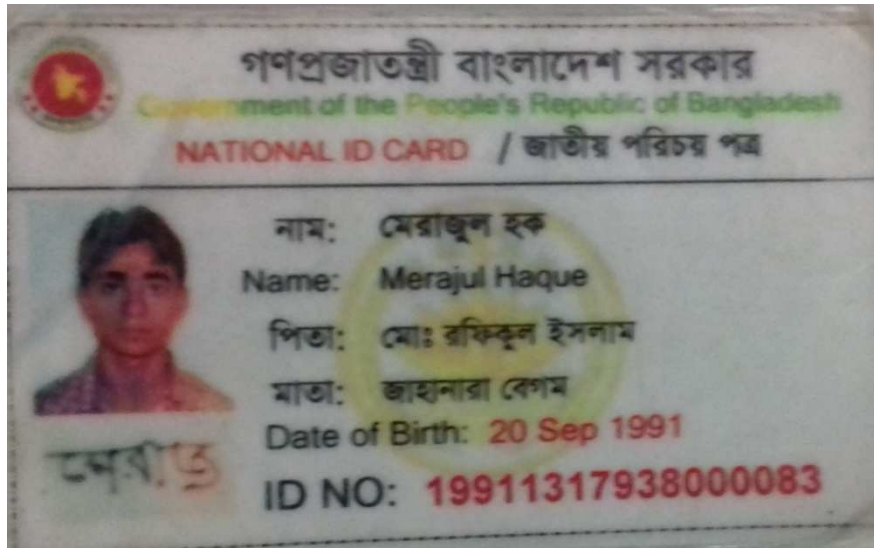 গণপ্রজাতন্ত্রী বাংলাদেশ সরকার
Government of the People's Republic of Bangladesh
NATIONAL ID CARD / জাতীয় পরিচয় পত্র
নাম: মেরাজুল হক
Name: Merajul Haque
পিতা: মোঃ রফিকুল ইসলাম
মাতা: জাহানারা বেগম
Date of Birth: 20 Sep 1991
ID NO: 19911317938000083